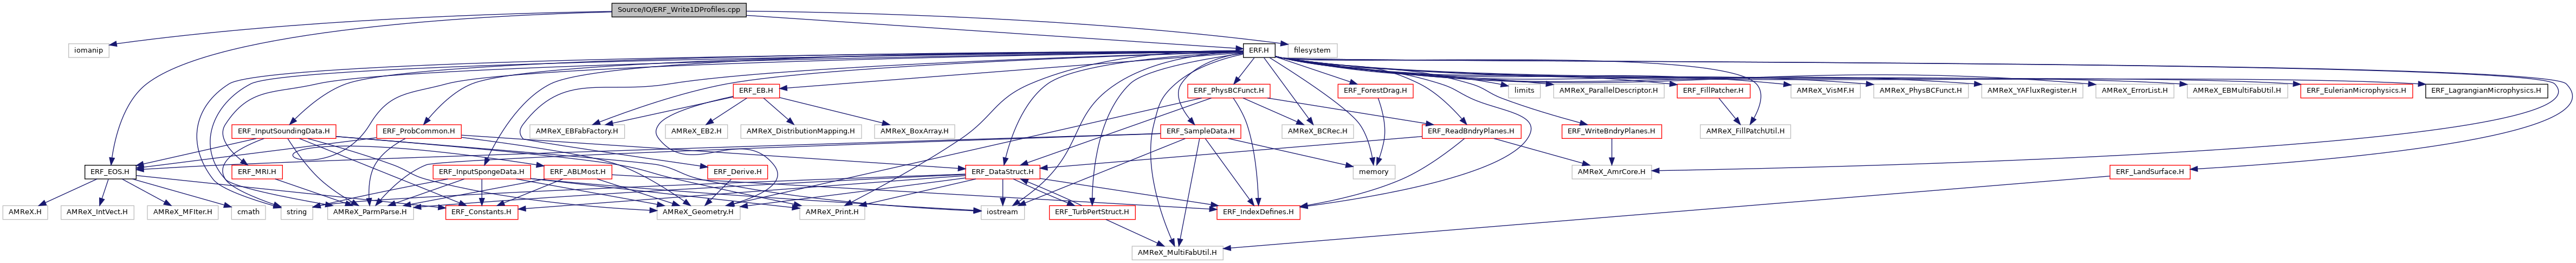 Source/IO/ERF_Write1DProfiles.cpp
iomanip
ERF.H
filesystem
ERF_EB.H
ERF_PhysBCFunct.H
ERF_ForestDrag.H
limits
AMReX_ParallelDescriptor.H
ERF_FillPatcher.H
AMReX_VisMF.H
AMReX_PhysBCFunct.H
AMReX_YAFluxRegister.H
AMReX_ErrorList.H
AMReX_EBMultiFabUtil.H
ERF_EulerianMicrophysics.H
ERF_LagrangianMicrophysics.H
ERF_InputSoundingData.H
ERF_ProbCommon.H
AMReX_EBFabFactory.H
AMReX_EB2.H
AMReX_DistributionMapping.H
AMReX_BoxArray.H
ERF_SampleData.H
AMReX_BCRec.H
ERF_ReadBndryPlanes.H
ERF_WriteBndryPlanes.H
AMReX_FillPatchUtil.H
ERF_EOS.H
ERF_MRI.H
ERF_InputSpongeData.H
ERF_ABLMost.H
ERF_Derive.H
ERF_DataStruct.H
memory
AMReX_AmrCore.H
ERF_LandSurface.H
AMReX.H
AMReX_IntVect.H
AMReX_MFIter.H
cmath
string
AMReX_ParmParse.H
ERF_Constants.H
AMReX_Geometry.H
AMReX_Print.H
iostream
ERF_TurbPertStruct.H
ERF_IndexDefines.H
AMReX_MultiFabUtil.H